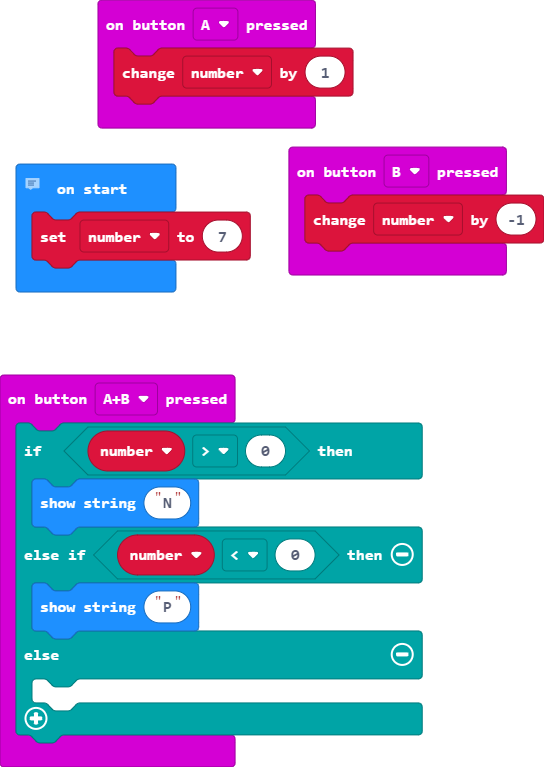 on button A pressed
change number by 1
on start
set number to 7
on button B pressed
change number by -1
on button A+B pressed
if number > 0 then
show string "N"
else if number < 0 then
show string "P"
else